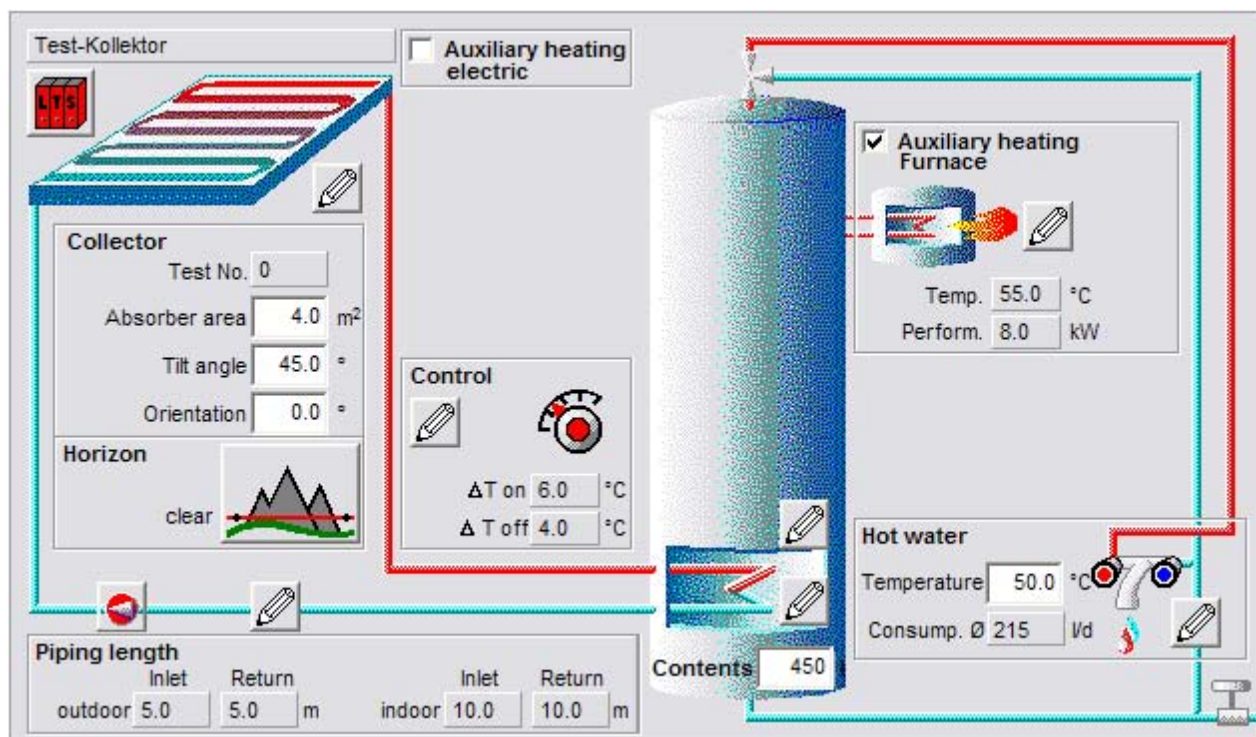 Test-Kollektor
Auxiliary heating
electric
LTS
Auxiliary heating
Furnace
Temp. 55.0 °C
Perform. 8.0 kW
Collector
Test No. 0
Absorber area 4.0 m²
Tilt angle 45.0 °
Orientation 0.0 °
Horizon
clear
Control
ΔT on 6.0 °C
Δ T off 4.0 °C
Hot water
Temperature 50.0 °C
Consump. Ø 215 l/d
Contents 450
Piping length
Inlet Return Inlet Return
outdoor 5.0 5.0 m indoor 10.0 10.0 m